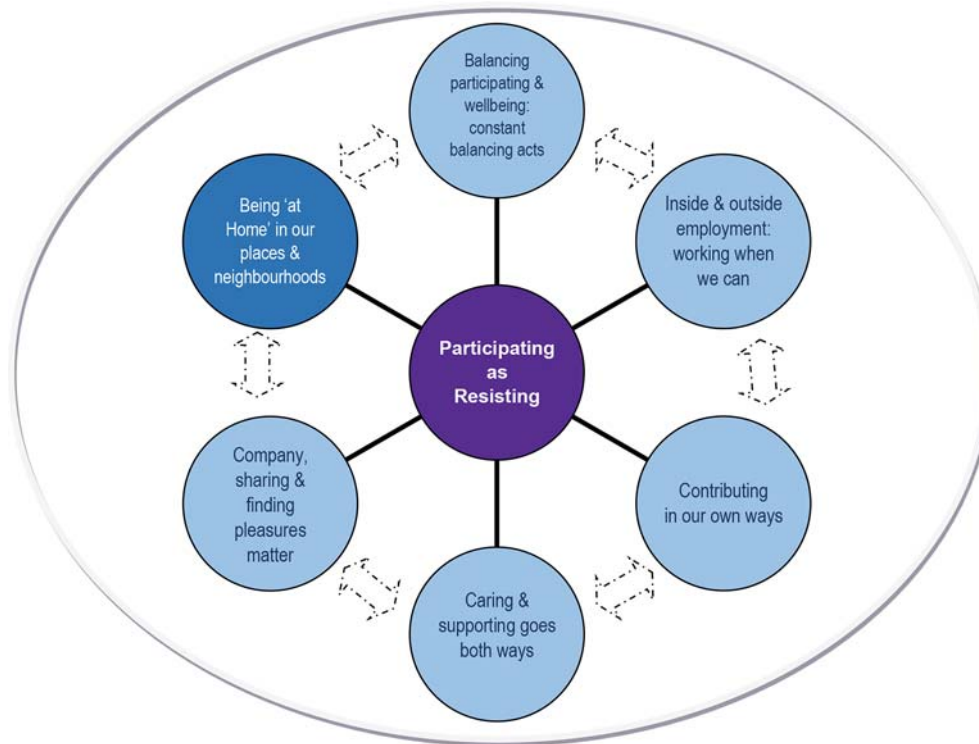 Balancing
participating &
wellbeing:
constant
balancing acts
Inside & outside
employment:
working when
we can
Contributing
in our own ways
Caring &
supporting goes
both ways
Company,
sharing &
finding
pleasures
matter
Being ‘at
Home’ in our
places &
neighbourhoods
Participating
as
Resisting